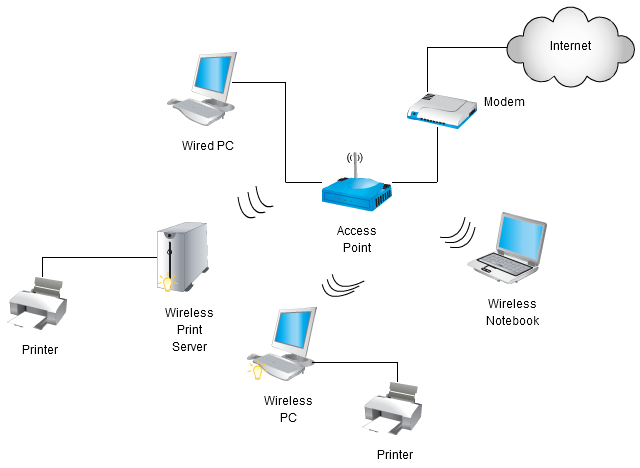 Internet
Modem
Wired PC
Access
Point
Wireless
Notebook
Wireless
Print
Server
Printer
Wireless
PC
Printer